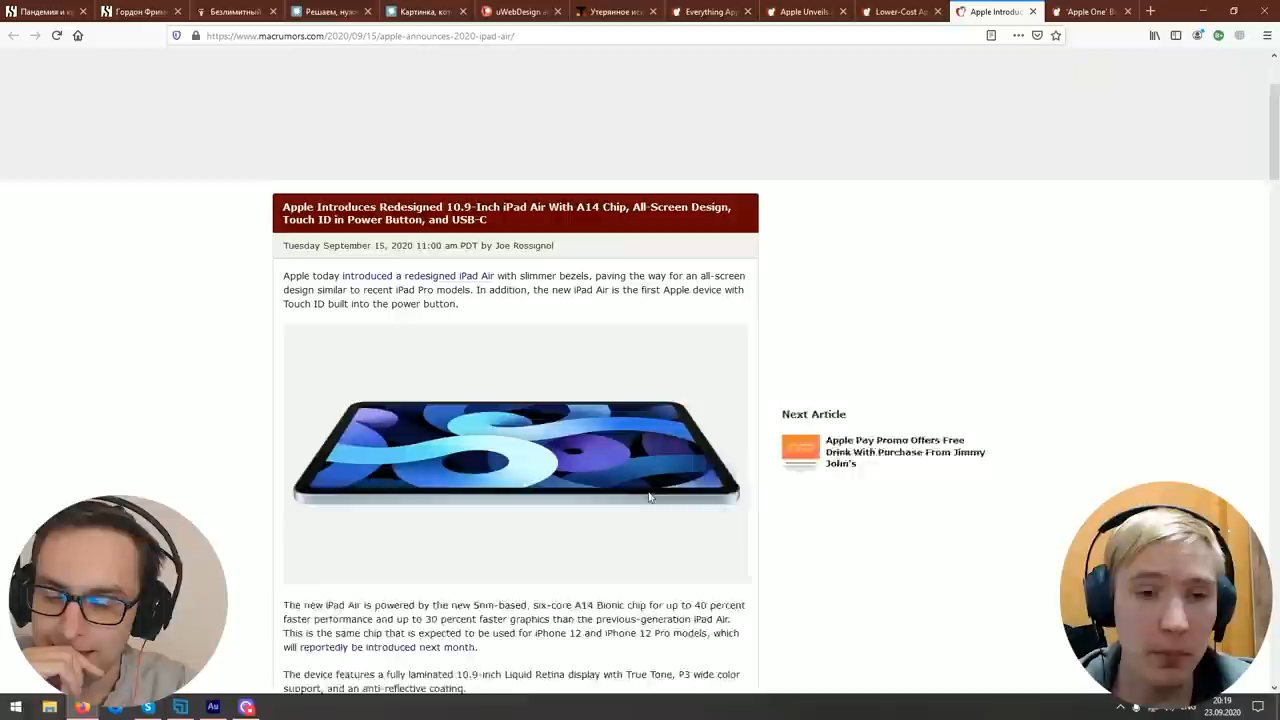 Пандемия и к
Гордон Фрим
Безлимитный
Решаем, нужн
Картинка, кот
uWebDesign
Утерянное ис
Everything App
Apple Unveils
Lower-Cost A
Apple Introduc
'Apple One' B
https://www.macrumors.com/2020/09/15/apple-announces-2020-ipad-air/
Apple Introduces Redesigned 10.9-Inch iPad Air With A14 Chip, All-Screen Design,
Touch ID in Power Button, and USB-C
Tuesday September 15, 2020 11:00 am PDT by Joe Rossignol
Apple today introduced a redesigned iPad Air with slimmer bezels, paving the way for an all-screen
design similar to recent iPad Pro models. In addition, the new iPad Air is the first Apple device with
Touch ID built into the power button.
Next Article
Apple Pay Promo Offers Free
Drink With Purchase From Jimmy
John's
The new iPad Air is powered by the new 5nm-based, six-core A14 Bionic chip for up to 40 percent
faster performance and up to 30 percent faster graphics than the previous-generation iPad Air.
This is the same chip that is expected to be used for iPhone 12 and iPhone 12 Pro models, which
will reportedly be introduced next month.
The device features a fully laminated 10.9-inch Liquid Retina display with True Tone, P3 wide color
support, and an anti-reflective coating.
Au
ENG
20:19
23.09.2020